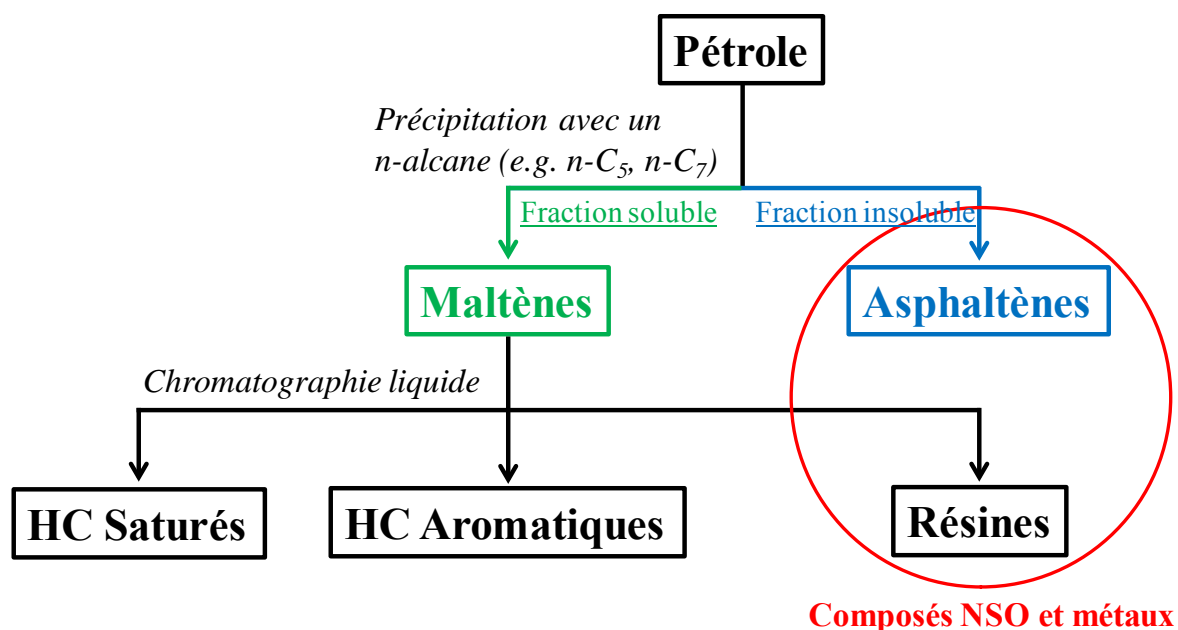 Pétrole
Précipitation avec un
n-alcane (e.g. n-C5, n-C7)
Fraction soluble
Fraction insoluble
Maltènes
Asphaltènes
Chromatographie liquide
HC Saturés
HC Aromatiques
Résines
Composés NSO et métaux